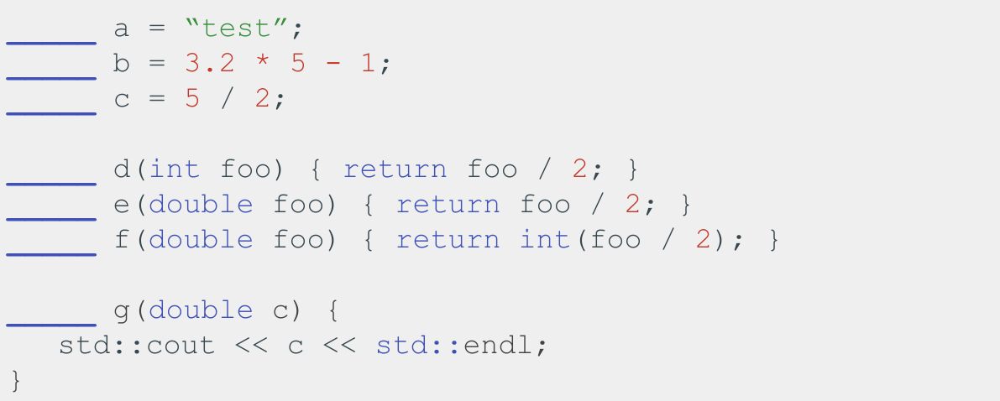 ______ a = “test”;
______ b = 3.2 * 5 - 1;
______ c = 5 / 2;
______ d(int foo) { return foo / 2; }
______ e(double foo) { return foo / 2; }
______ f(double foo) { return int(foo / 2); }
______ g(double c) {
std::cout << c << std::endl;
}